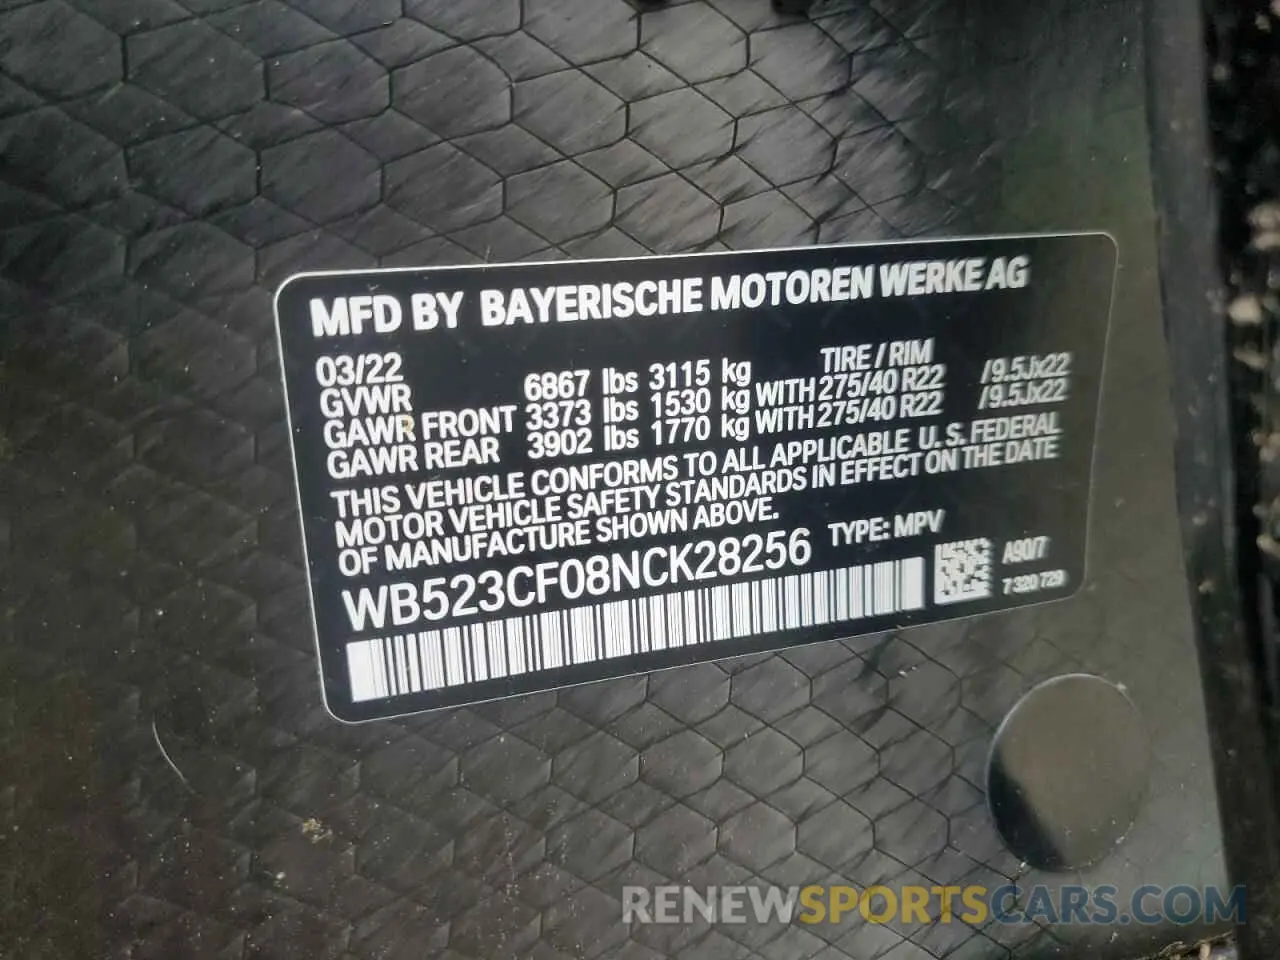 MFD BY BAYERISCHE MOTOREN WERKE AG
03/22 TIRE / RIM
GVWR 6867 lbs 3115 kg
GAWR FRONT 3373 lbs 1530 kg WITH 275/40 R22 /9.5Jx22
GAWR REAR 3902 lbs 1770 kg WITH 275/40 R22 /9.5Jx22
THIS VEHICLE CONFORMS TO ALL APPLICABLE U.S. FEDERAL
MOTOR VEHICLE SAFETY STANDARDS IN EFFECT ON THE DATE
OF MANUFACTURE SHOWN ABOVE.
WB523CF08NCK28256 TYPE: MPV
A90/7
7 320 729
RENEWSPORTSCARS.COM